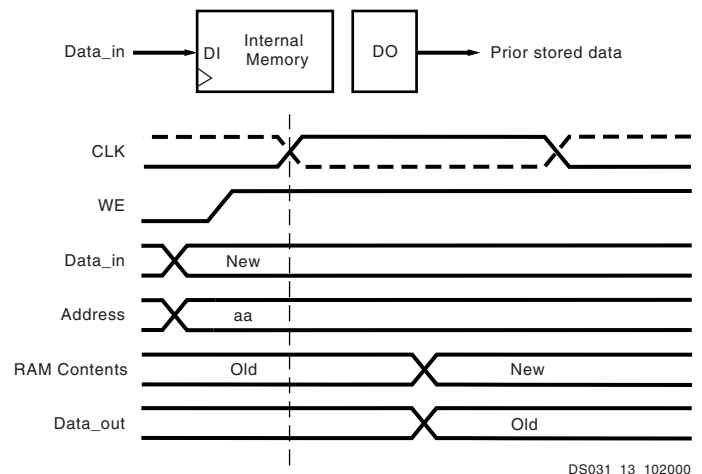 Data_in DI Internal Memory DO Prior stored data
CLK
WE
Data_in New
Address aa
RAM Contents Old New
Data_out Old
DS031_13_102000